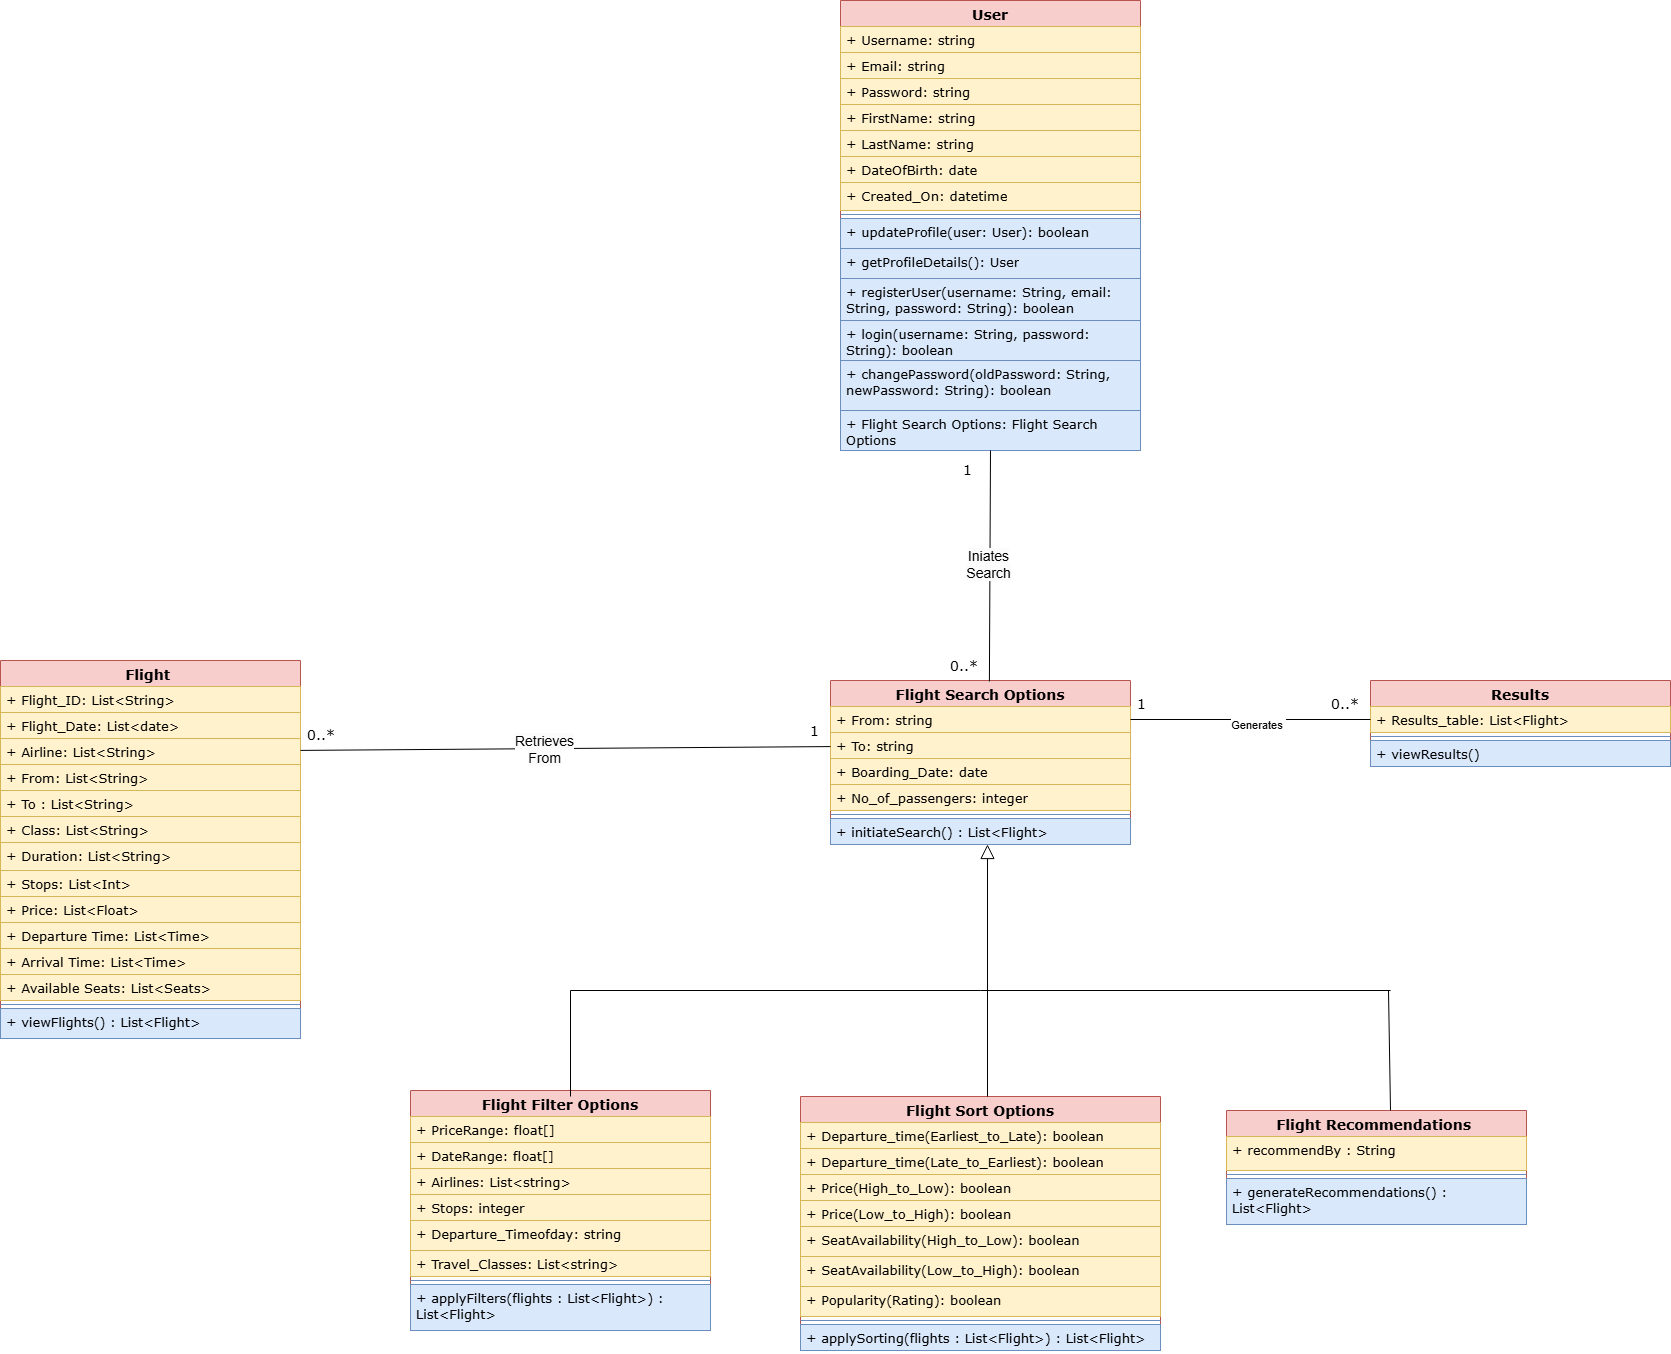 User
+ Username: string
+ Email: string
+ Password: string
+ FirstName: string
+ LastName: string
+ DateOfBirth: date
+ Created_On: datetime
+ updateProfile(user: User): boolean
+ getProfileDetails(): User
+ registerUser(username: String, email:
String, password: String): boolean
+ login(username: String, password:
String): boolean
+ changePassword(oldPassword: String,
newPassword: String): boolean
+ Flight Search Options: Flight Search
Options
1
Iniates
Search
0..*
Flight
+ Flight_ID: List<String>
+ Flight_Date: List<date>
+ Airline: List<String>
+ From: List<String>
+ To : List<String>
+ Class: List<String>
+ Duration: List<String>
+ Stops: List<Int>
+ Price: List<Float>
+ Departure Time: List<Time>
+ Arrival Time: List<Time>
+ Available Seats: List<Seats>
+ viewFlights() : List<Flight>
0..*
Retrieves
From
1
Flight Search Options
+ From: string
+ To: string
+ Boarding_Date: date
+ No_of_passengers: integer
+ initiateSearch() : List<Flight>
1
Generates
0..*
Results
+ Results_table: List<Flight>
+ viewResults()
Flight Filter Options
+ PriceRange: float[]
+ DateRange: float[]
+ Airlines: List<string>
+ Stops: integer
+ Departure_Timeofday: string
+ Travel_Classes: List<string>
+ applyFilters(flights : List<Flight>) :
List<Flight>
Flight Sort Options
+ Departure_time(Earliest_to_Late): boolean
+ Departure_time(Late_to_Earliest): boolean
+ Price(High_to_Low): boolean
+ Price(Low_to_High): boolean
+ SeatAvailability(High_to_Low): boolean
+ SeatAvailability(Low_to_High): boolean
+ Popularity(Rating): boolean
+ applySorting(flights : List<Flight>) : List<Flight>
Flight Recommendations
+ recommendBy : String
+ generateRecommendations() :
List<Flight>